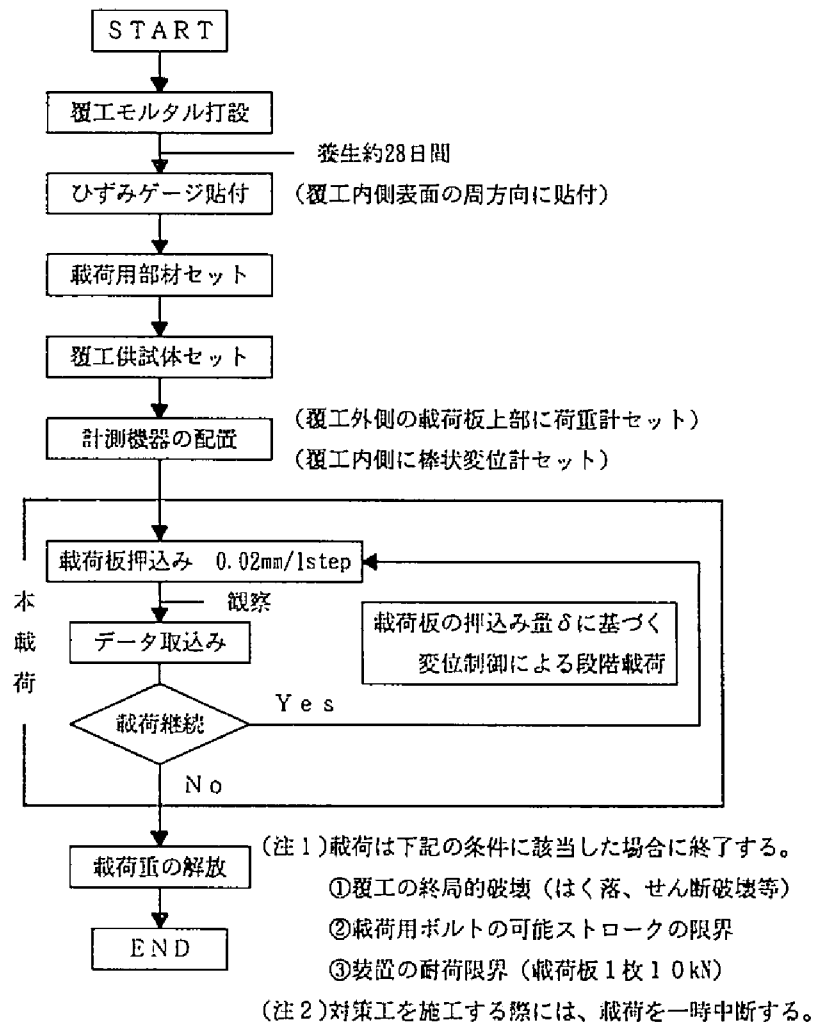 START
覆工モルタル打設
養生約28日間
ひずみゲージ貼付
(覆工内側表面の周方向に貼付)
載荷用部材セット
覆工供試体セット
計測機器の配置
(覆工外側の載荷板上部に荷重計セット)
(覆工内側に棒状変位計セット)
本載荷
載荷板押込み 0.02mm/1step
観察
データ取込み
載荷板の押込み量δに基づく
変位制御による段階載荷
載荷継続
Yes
No
載荷重の解放
END
(注1)載荷は下記の条件に該当した場合に終了する。
①覆工の終局的破壊(はく落、せん断破壊等)
②載荷用ボルトの可能ストロークの限界
③装置の耐荷限界(載荷板1枚10kN)
(注2)対策工を施工する際には、載荷を一時中断する。